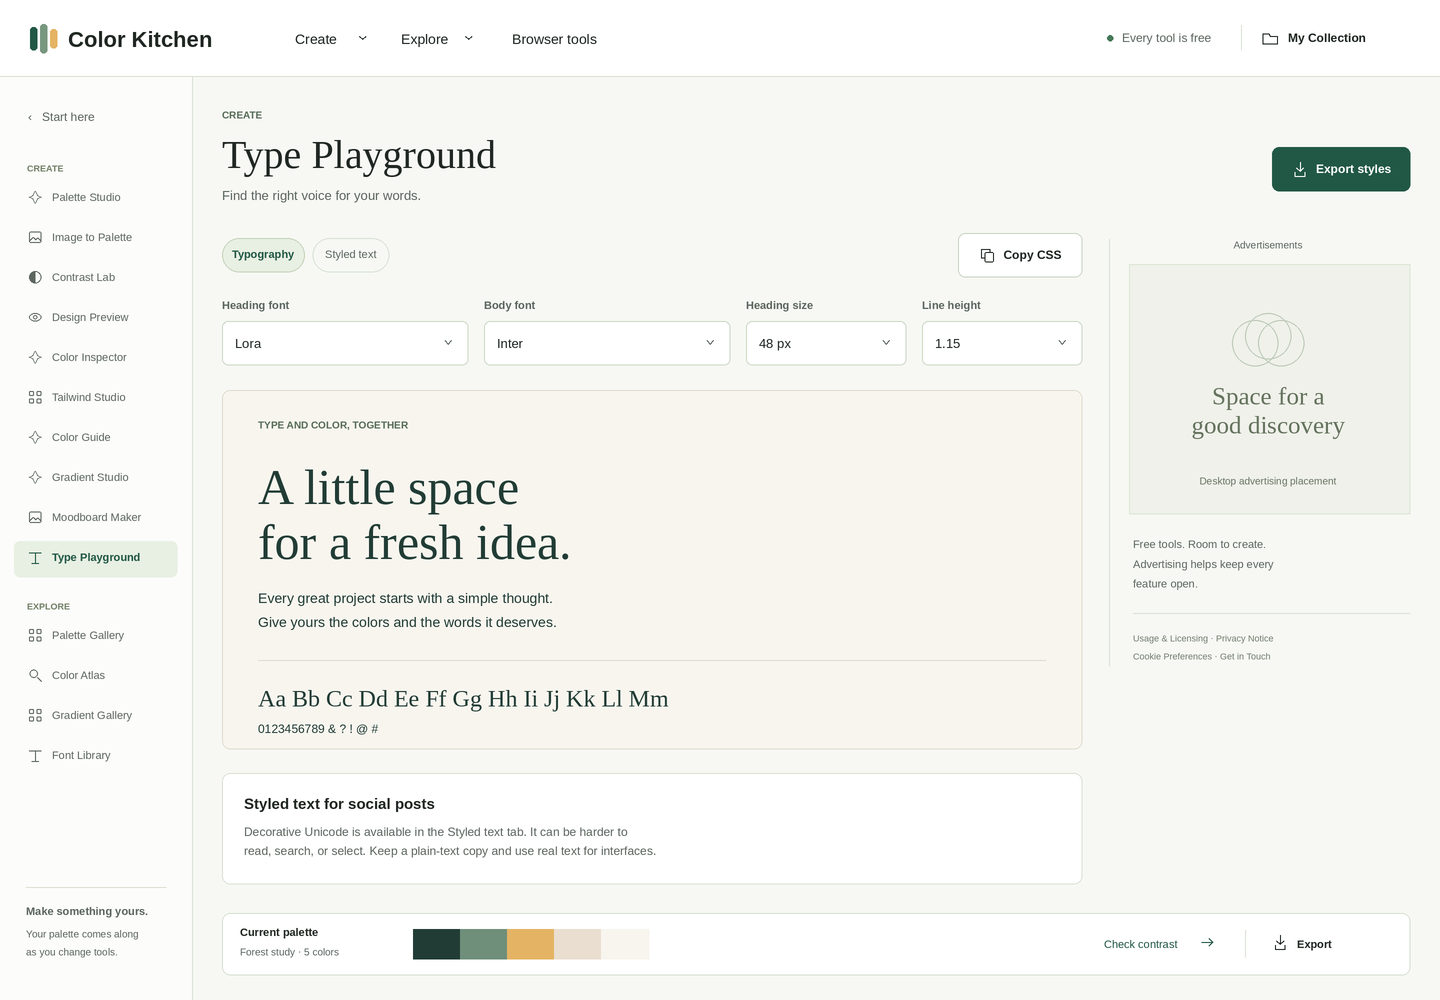 Color Kitchen
Create
Explore
Browser tools
Every tool is free
My Collection
‹ Start here
CREATE
Palette Studio
Image to Palette
Contrast Lab
Design Preview
Color Inspector
Tailwind Studio
Color Guide
Gradient Studio
Moodboard Maker
Type Playground
EXPLORE
Palette Gallery
Color Atlas
Gradient Gallery
Font Library
Make something yours.
Your palette comes along
as you change tools.
CREATE
Type Playground
Find the right voice for your words.
Export styles
Typography
Styled text
Copy CSS
Heading font
Body font
Heading size
Line height
Lora
Inter
48 px
1.15
TYPE AND COLOR, TOGETHER
A little space
for a fresh idea.
Every great project starts with a simple thought.
Give yours the colors and the words it deserves.
Aa Bb Cc Dd Ee Ff Gg Hh Ii Jj Kk Ll Mm
0123456789 & ? ! @ #
Styled text for social posts
Decorative Unicode is available in the Styled text tab. It can be harder to
read, search, or select. Keep a plain-text copy and use real text for interfaces.
Advertisements
Space for a
good discovery
Desktop advertising placement
Free tools. Room to create.
Advertising helps keep every
feature open.
Usage & Licensing · Privacy Notice
Cookie Preferences · Get in Touch
Current palette
Forest study · 5 colors
Check contrast
Export